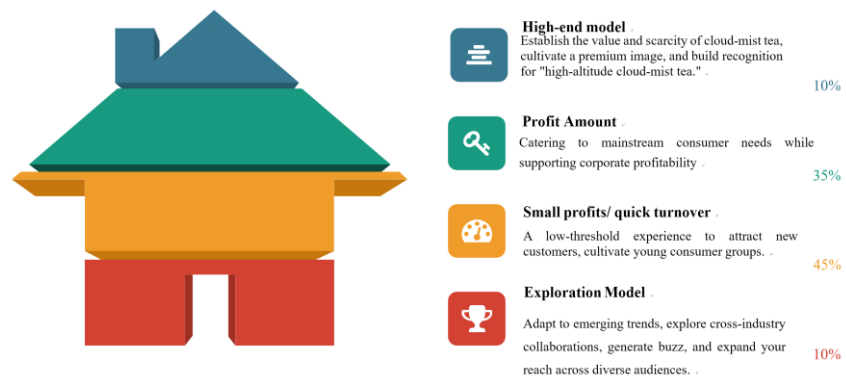 High-end model
Establish the value and scarcity of cloud-mist tea,
cultivate a premium image, and build recognition
for "high-altitude cloud-mist tea."
10%
Profit Amount
Catering to mainstream consumer needs while
supporting corporate profitability
35%
Small profits/ quick turnover
A low-threshold experience to attract new
customers, cultivate young consumer groups.
45%
Exploration Model
Adapt to emerging trends, explore cross-industry
collaborations, generate buzz, and expand your
10%
reach across diverse audiences.